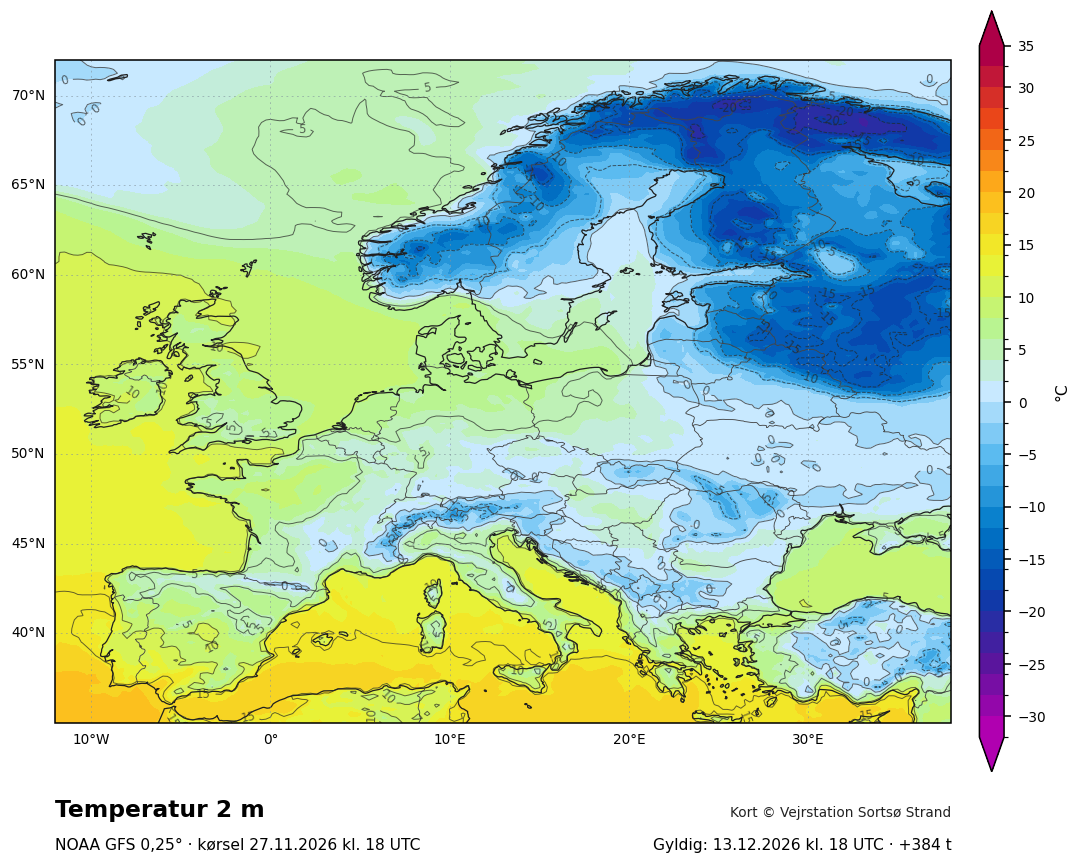 35
30
25
20
15
10
5
0
−5
−10
−15
−20
−25
−30
°C
70°N
65°N
60°N
55°N
50°N
45°N
40°N
10°W 0° 10°E 20°E 30°E
Temperatur 2 m
Kort © Vejrstation Sortsø Strand
NOAA GFS 0,25° · kørsel 27.11.2026 kl. 18 UTC
Gyldig: 13.12.2026 kl. 18 UTC · +384 t